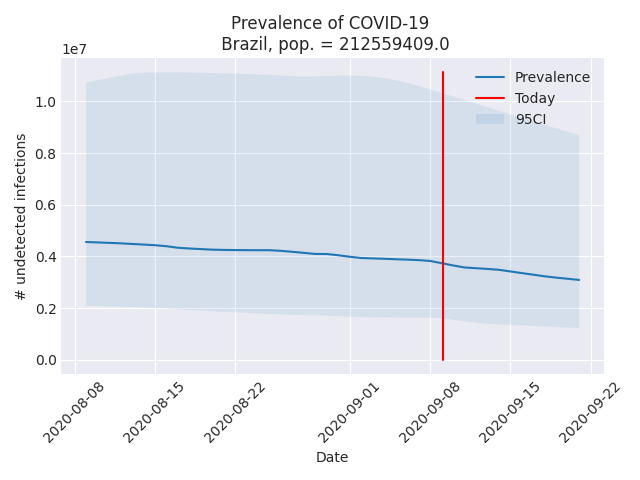 Prevalence of COVID-19
Brazil, pop. = 212559409.0
1e7
1.0
0.8
0.6
0.4
0.2
0.0
# undetected infections
Prevalence
Today
95CI
2020-08-08
2020-08-15
2020-08-22
2020-09-01
2020-09-08
2020-09-15
2020-09-22
Date